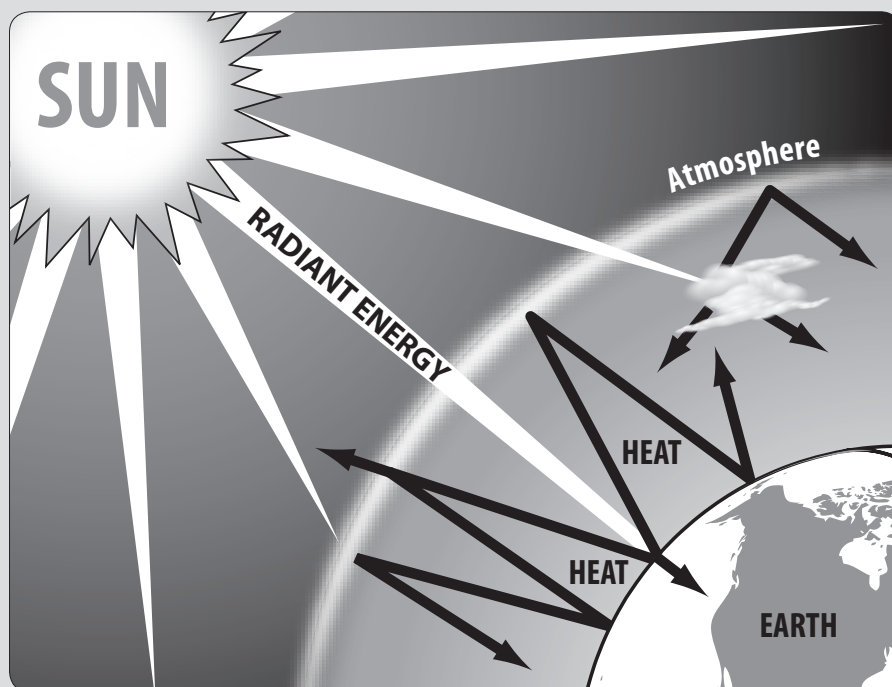 SUN
Atmosphere
RADIANT ENERGY
HEAT
HEAT
EARTH